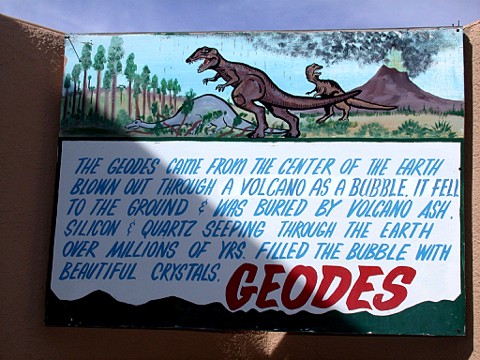 THE GEODES CAME FROM THE CENTER OF THE EARTH
BLOWN OUT THROUGH A VOLCANO AS A BUBBLE. IT FELL
TO THE GROUND & WAS BURIED BY VOLCANO ASH.
SILICON & QUARTZ SEEPING THROUGH THE EARTH
OVER MILLIONS OF YRS. FILLED THE BUBBLE WITH
BEAUTIFUL CRYSTALS.
GEODES